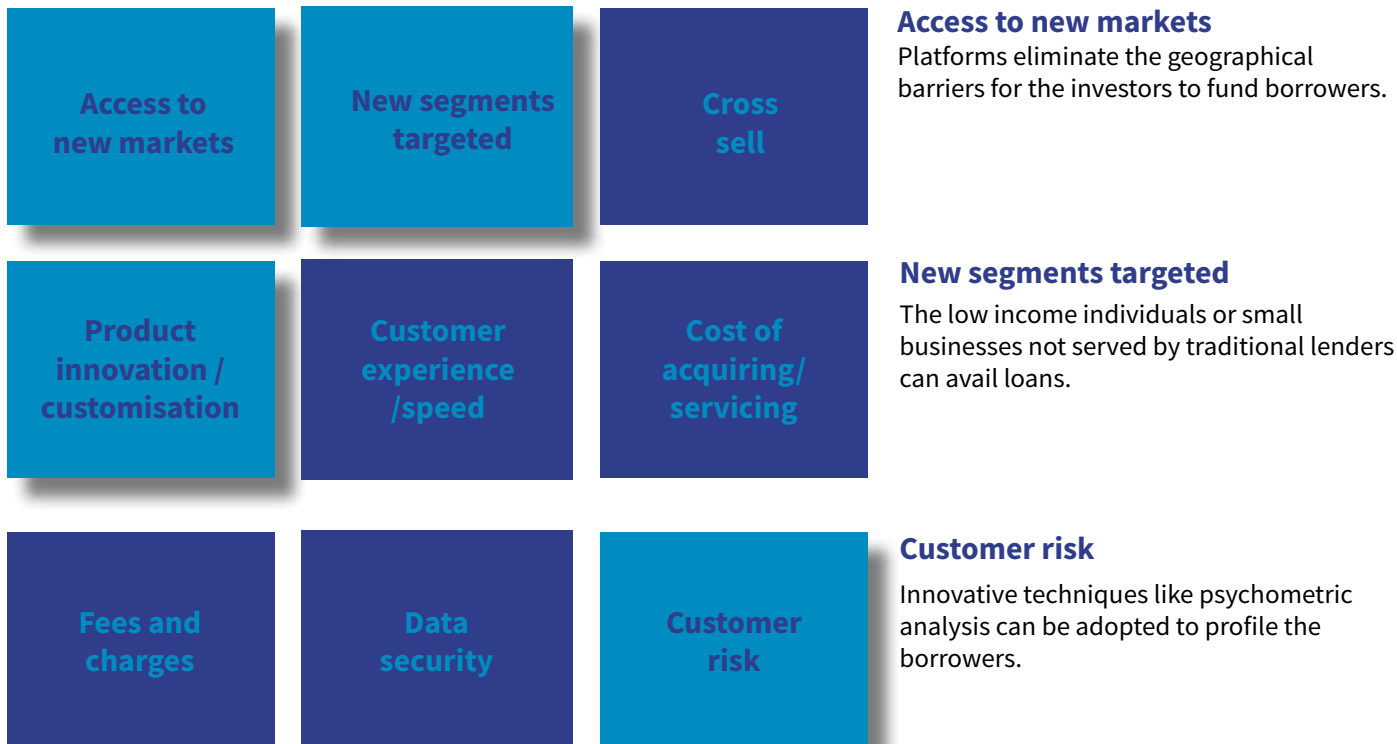 Access to
new markets
New segments
targeted
Cross
sell
Access to new markets
Platforms eliminate the geographical
barriers for the investors to fund borrowers.
Product
innovation /
customisation
Customer
experience
/speed
Cost of
acquiring/
servicing
New segments targeted
The low income individuals or small
businesses not served by traditional lenders
can avail loans.
Fees and
charges
Data
security
Customer
risk
Customer risk
Innovative techniques like psychometric
analysis can be adopted to profile the
borrowers.